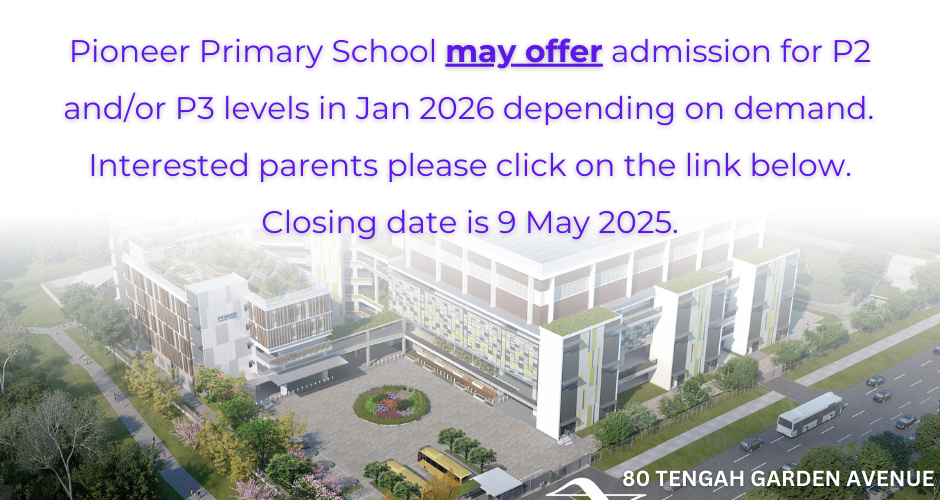 Pioneer Primary School may offer admission for P2
and/or P3 levels in Jan 2026 depending on demand.
Interested parents please click on the link below.
Closing date is 9 May 2025.
80 TENGAH GARDEN AVENUE